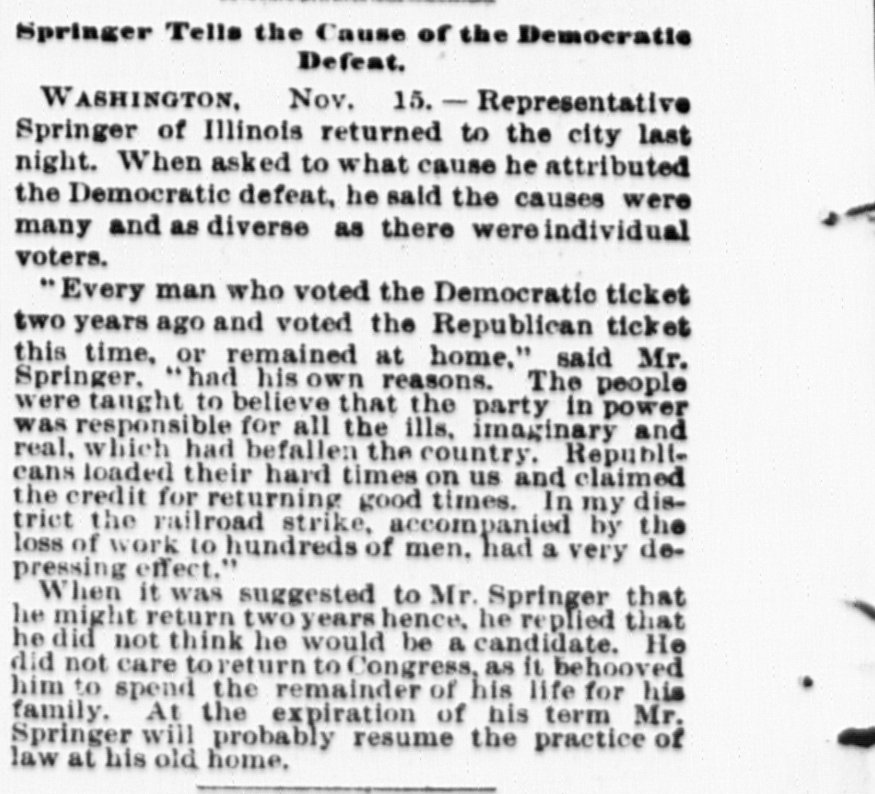 Springer Tells the Cause of the Democratic
Defeat.
WASHINGTON, Nov. 15. — Representative
Springer of Illinois returned to the city last
night. When asked to what cause he attributed
the Democratic defeat, he said the causes were
many and as diverse as there were individual
voters.
"Every man who voted the Democratic ticket
two years ago and voted the Republican ticket
this time, or remained at home," said Mr.
Springer, "had his own reasons. The people
were taught to believe that the party in power
was responsible for all the ills, imaginary and
real, which had befallen the country. Republi-
cans loaded their hard times on us and claimed
the credit for returning good times. In my dis-
trict the railroad strike, accompanied by the
loss of work to hundreds of men, had a very de-
pressing effect."
When it was suggested to Mr. Springer that
he might return two years hence, he replied that
he did not think he would be a candidate. He
did not care to return to Congress, as it behooved
him to spend the remainder of his life for his
family. At the expiration of his term Mr.
Springer will probably resume the practice of
law at his old home.